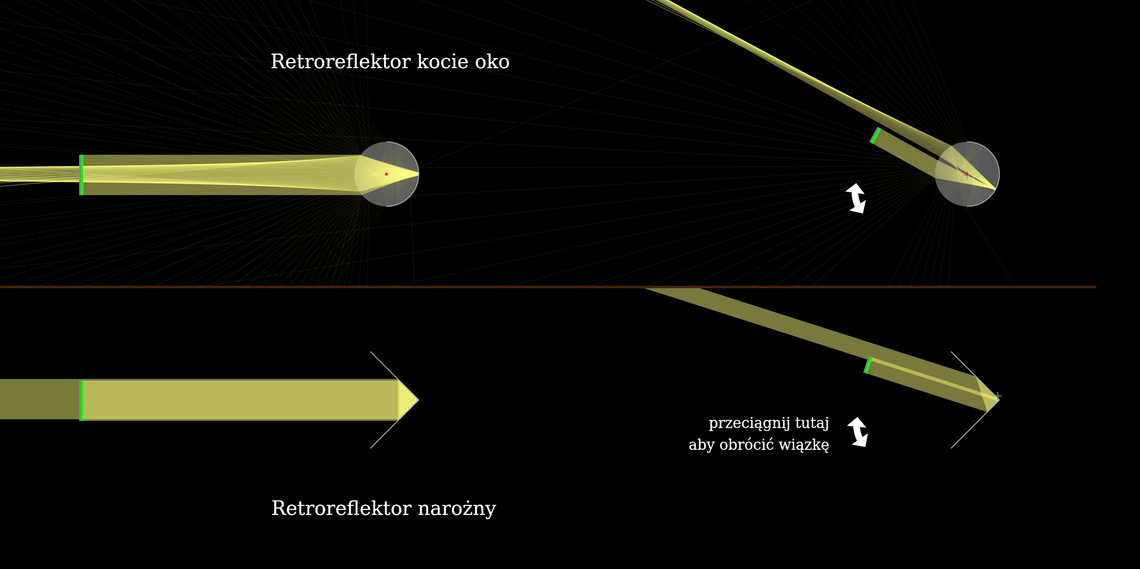 Retroreflektor kocie oko
przeciągnij tutaj
aby obrócić wiązkę
Retroreflektor narożny